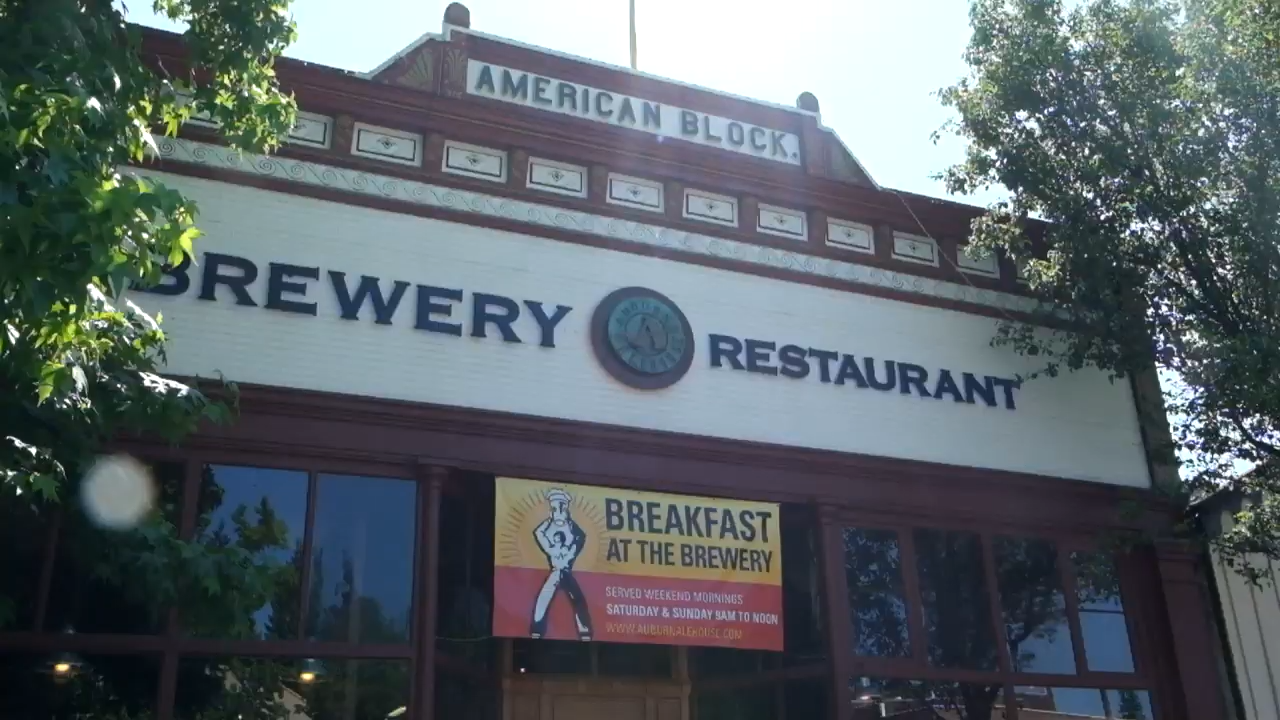 AMERICAN BLOCK.
BREWERY RESTAURANT
BREAKFAST
AT THE BREWERY
SERVED WEEKEND MORNINGS
SATURDAY & SUNDAY 9AM TO NOON
WWW.AUBURNALEHOUSE.COM